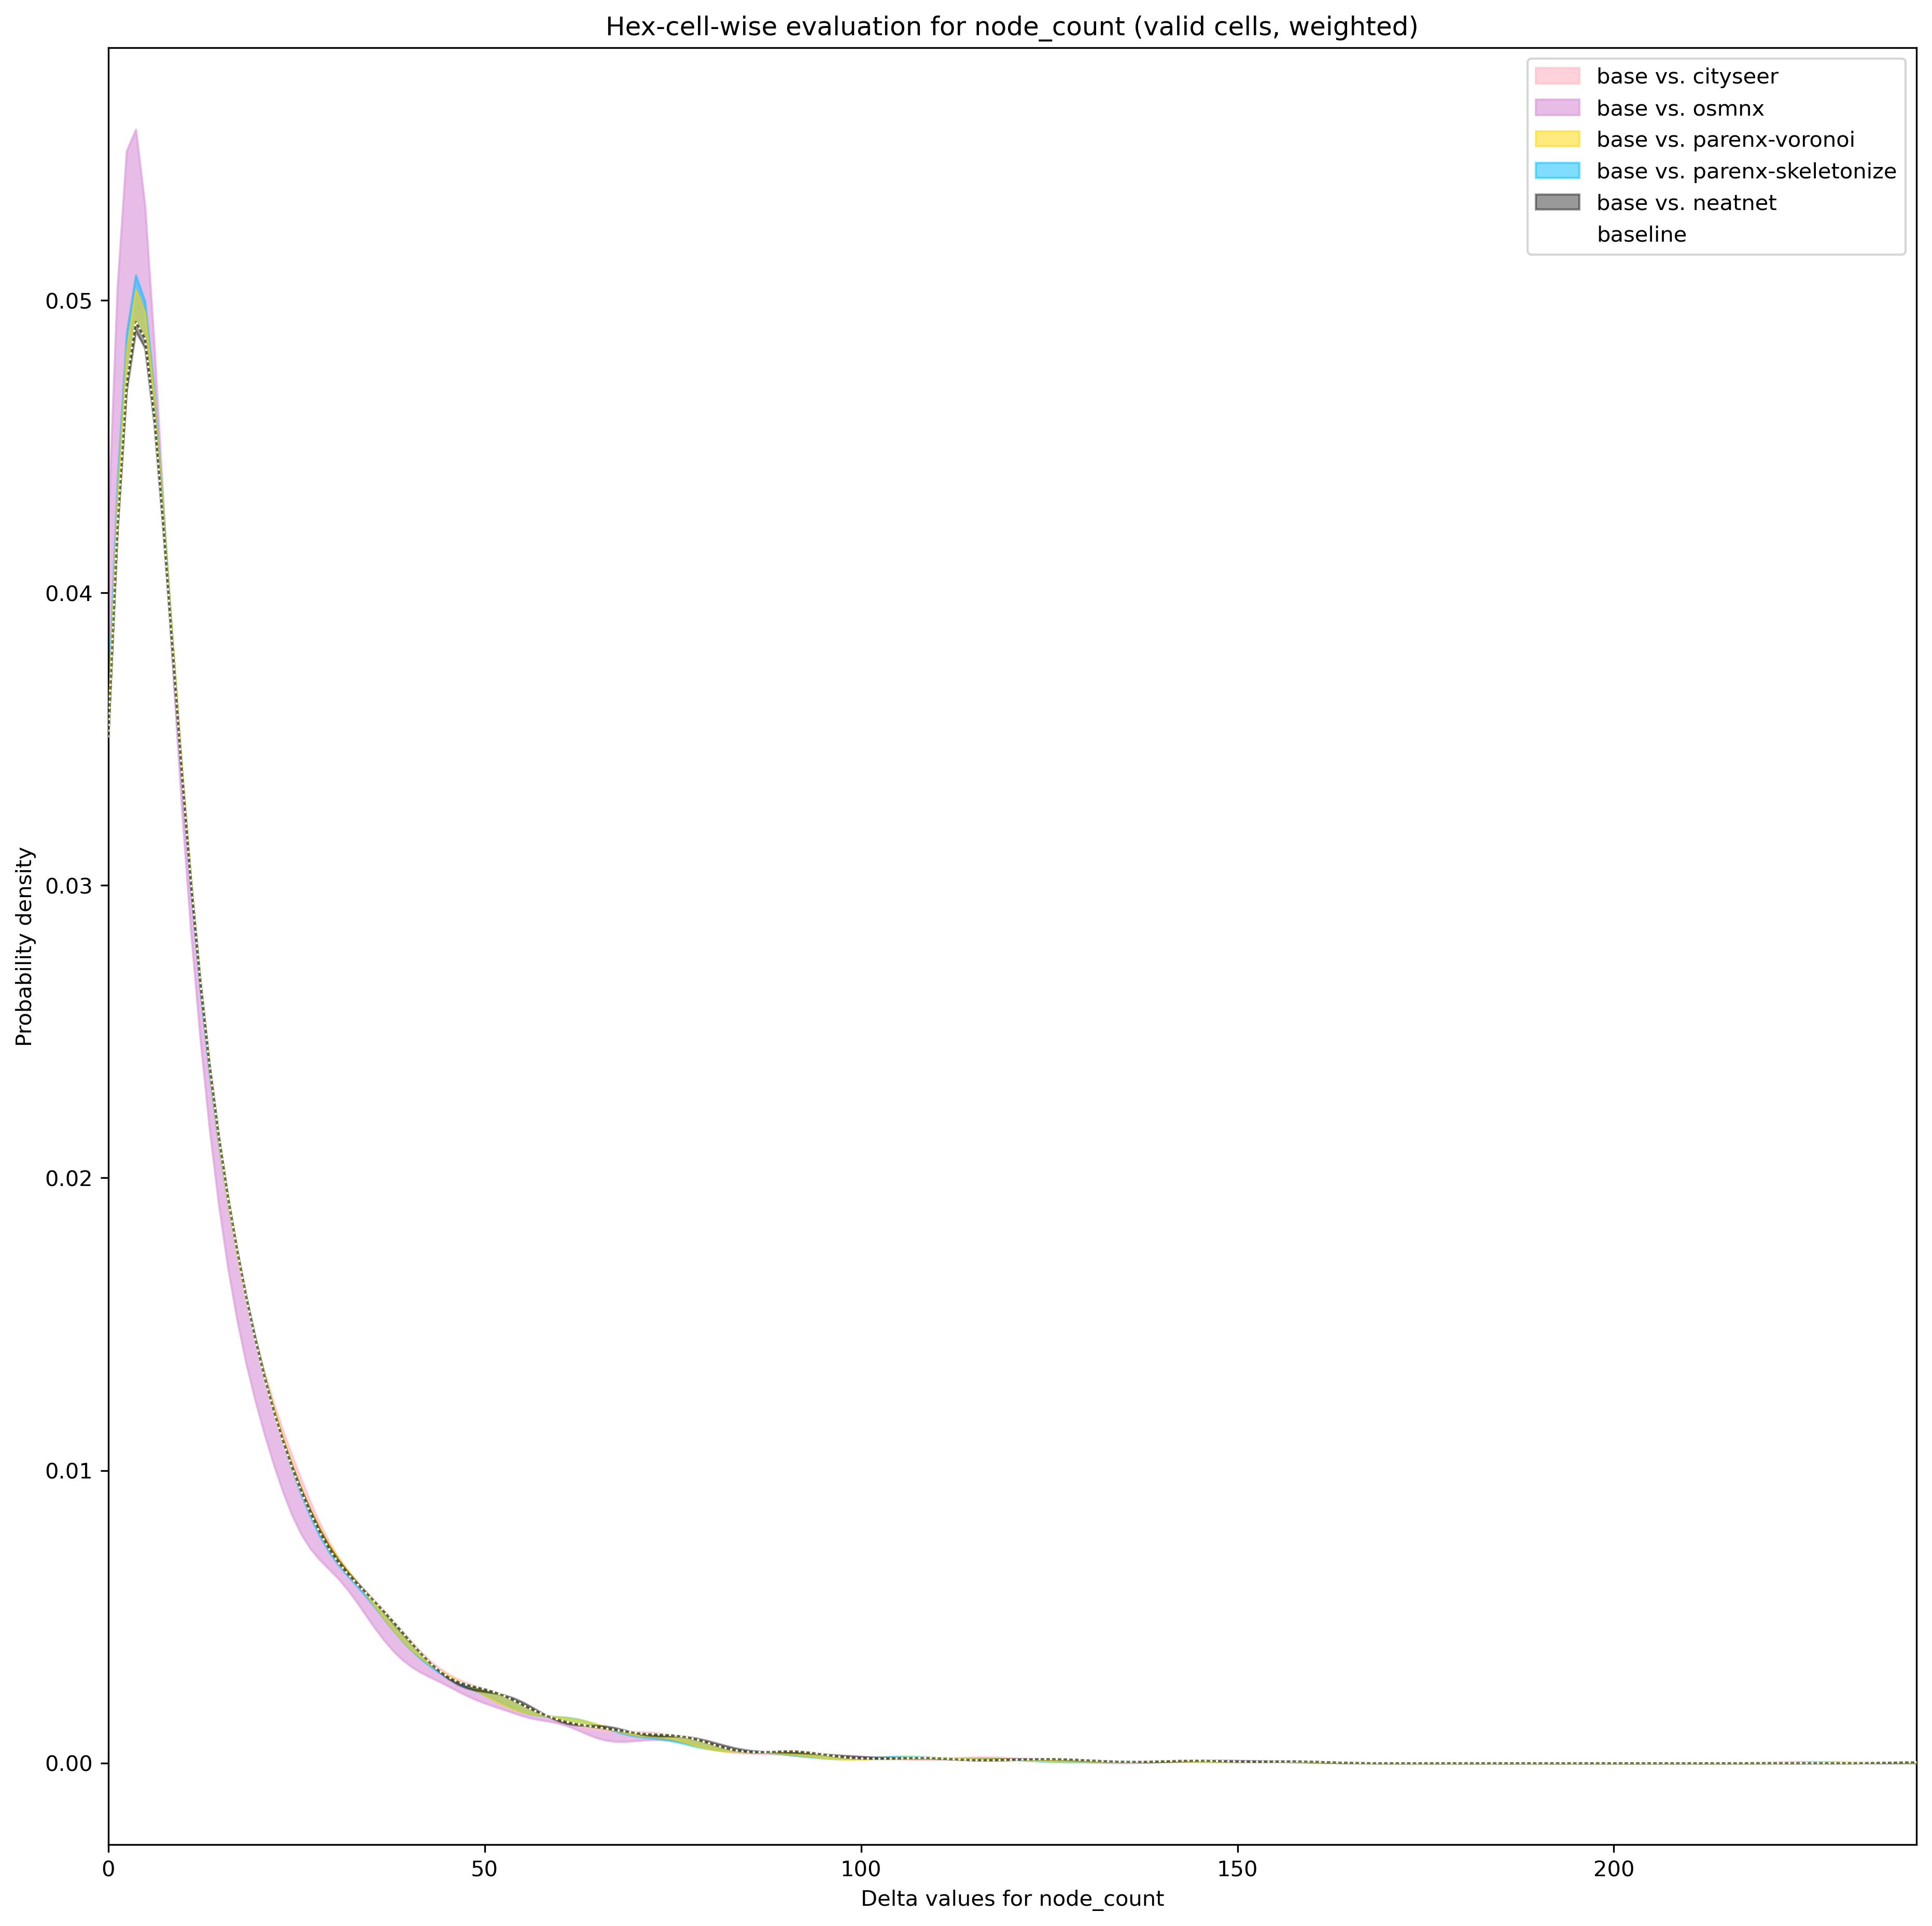 Hex-cell-wise evaluation for node_count (valid cells, weighted)
base vs. cityseer
base vs. osmnx
base vs. parenx-voronoi
base vs. parenx-skeletonize
base vs. neatnet
baseline
0.05
0.04
0.03
0.02
0.01
0.00
Probability density
0
50
100
150
200
Delta values for node_count